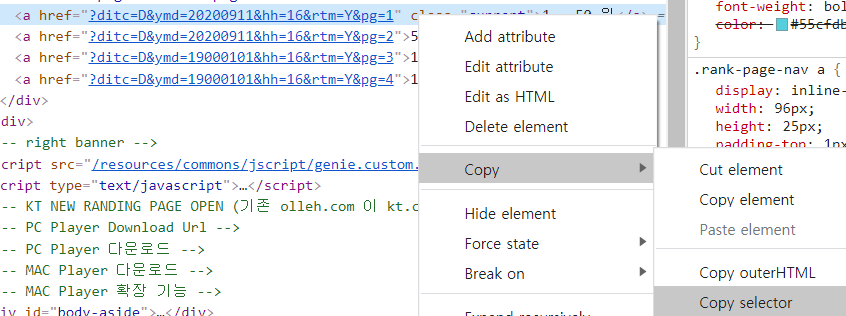 <a href="?ditc=D&ymd=20200911&hh=16&rtm=Y&pg=1" class="current">1
<a href="?ditc=D&ymd=20200911&hh=16&rtm=Y&pg=2">5
<a href="?ditc=D&ymd=19000101&hh=16&rtm=Y&pg=3">1
<a href="?ditc=D&ymd=19000101&hh=16&rtm=Y&pg=4">1
</div>
div>
-- right banner -->
cript src="/resources/commons/jscript/genie.custom.
cript type="text/javascript">…</script>
-- KT NEW RANDING PAGE OPEN (기존 olleh.com 이 kt.c
-- PC Player Download Url -->
-- PC Player 다운로드 -->
-- MAC Player 다운로드 -->
-- MAC Player 확장 기능 -->
iv id="body-aside">…</div>
Add attribute
Edit attribute
Edit as HTML
Delete element
Copy
Hide element
Force state
Break on
Expand recursively
Cut element
Copy element
Paste element
Copy outerHTML
Copy selector
font-weight: bol
color: #55cfdb
}
.rank-page-nav a {
display: inline-
width: 96px;
height: 25px;
padding-top: 1px